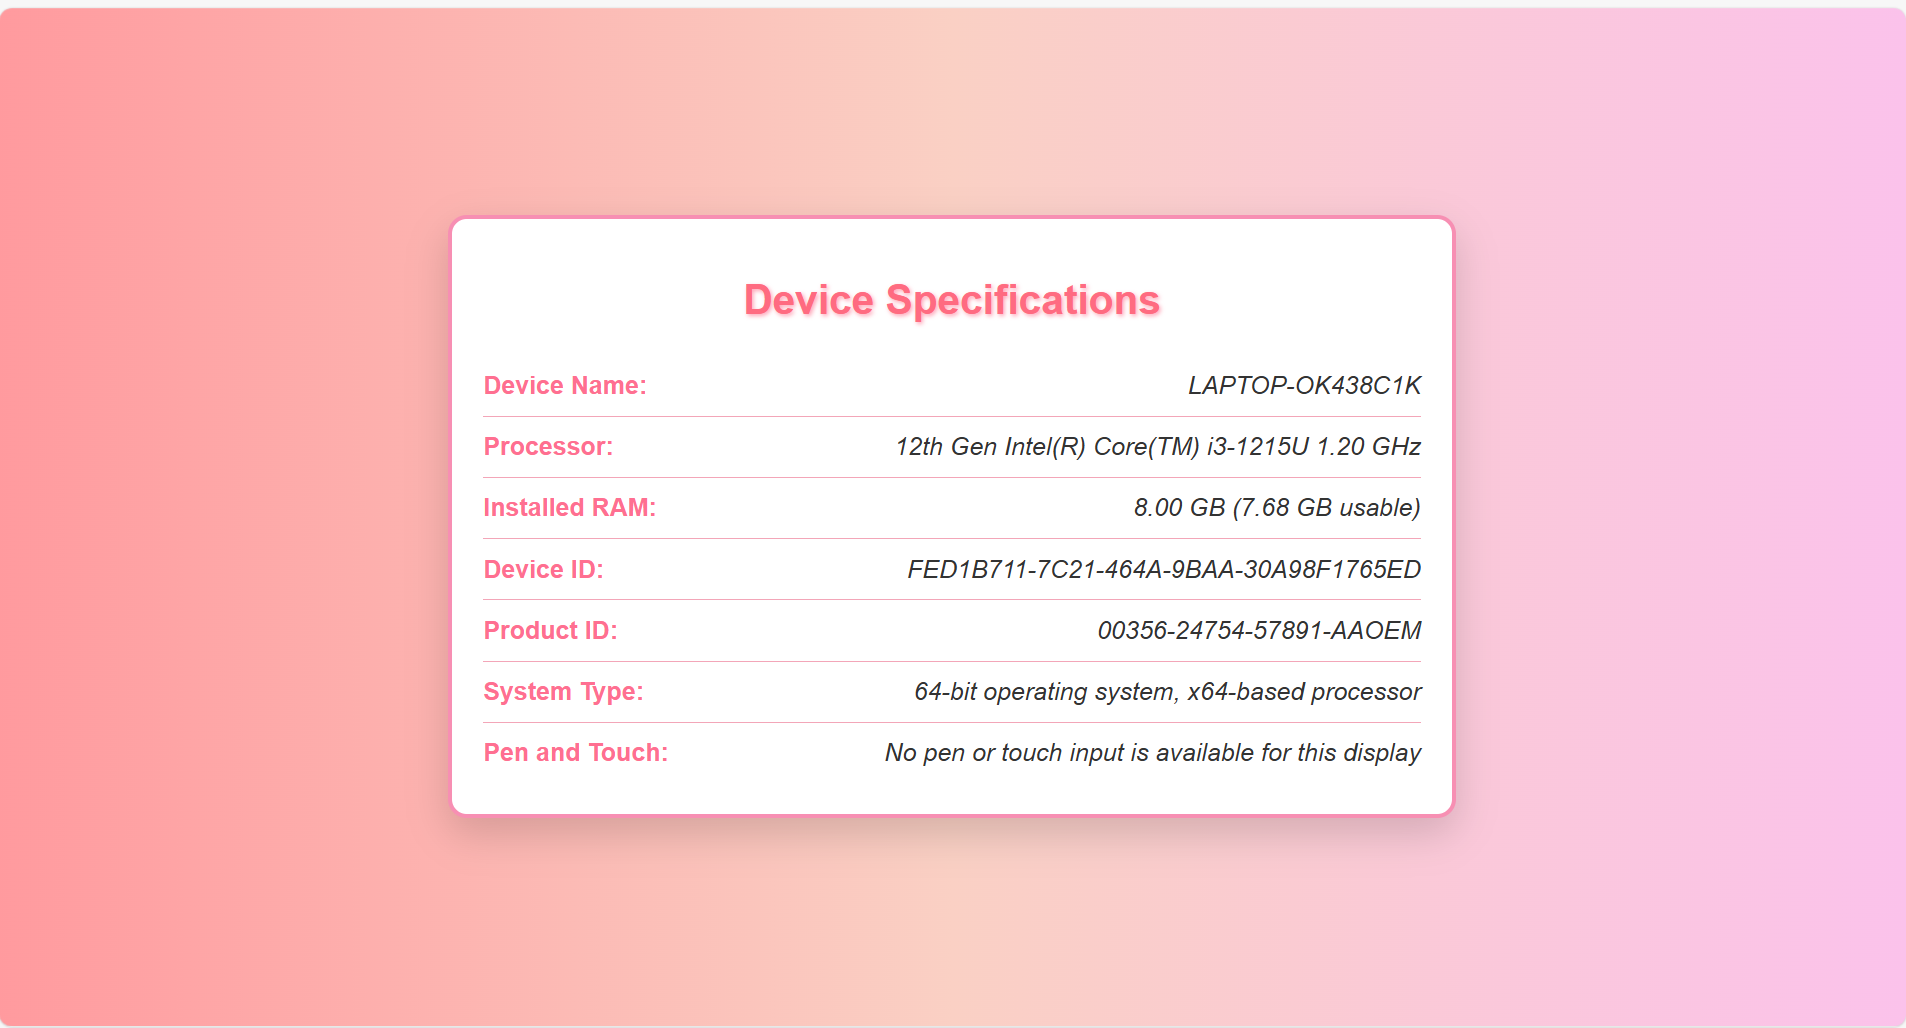 Device Specifications
Device Name: LAPTOP-OK438C1K
Processor: 12th Gen Intel(R) Core(TM) i3-1215U 1.20 GHz
Installed RAM: 8.00 GB (7.68 GB usable)
Device ID: FED1B711-7C21-464A-9BAA-30A98F1765ED
Product ID: 00356-24754-57891-AAOEM
System Type: 64-bit operating system, x64-based processor
Pen and Touch: No pen or touch input is available for this display